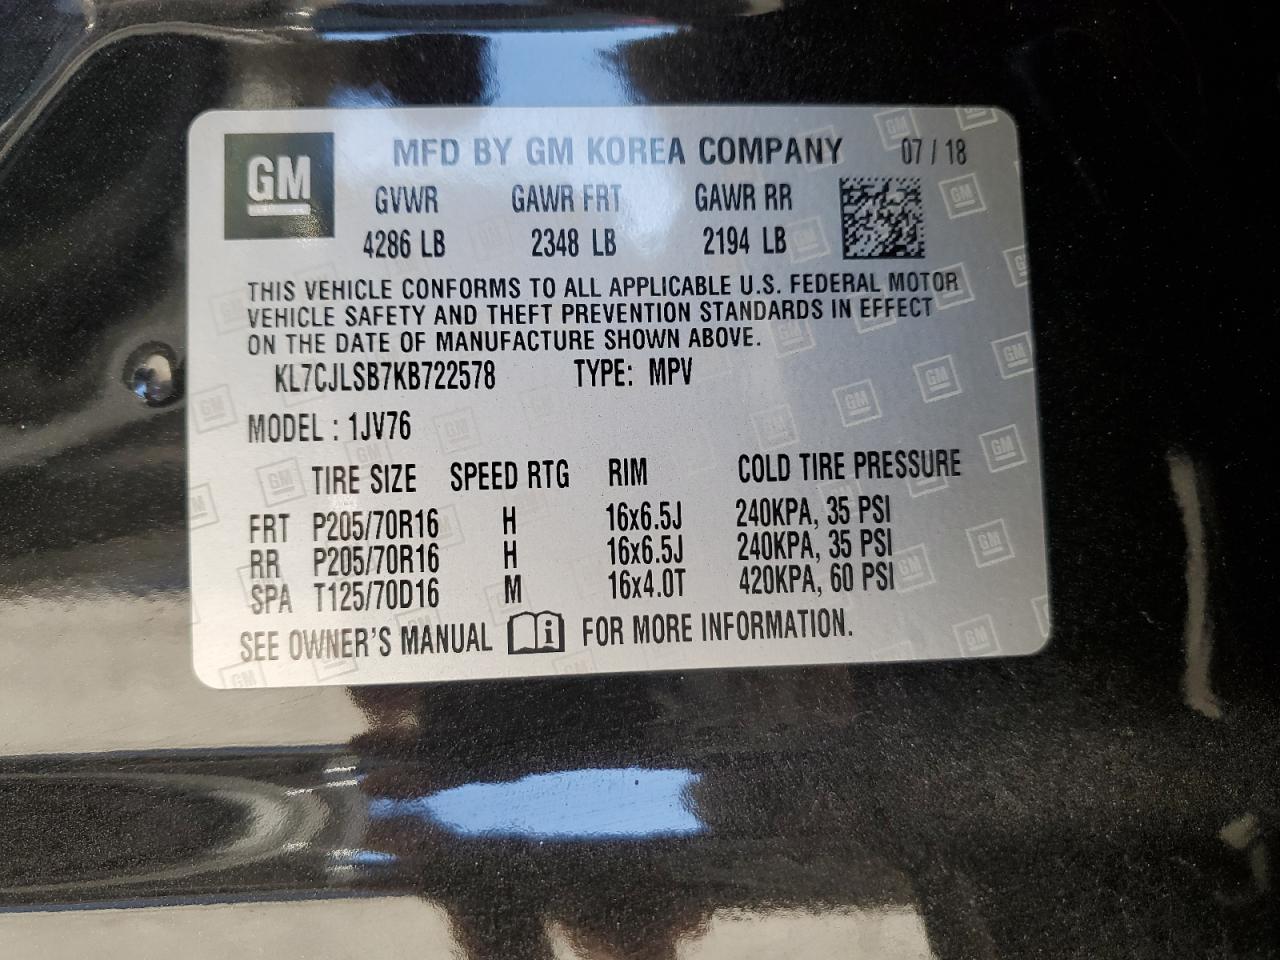 GM
MFD BY GM KOREA COMPANY 07 / 18
GVWR GAWR FRT GAWR RR
4286 LB 2348 LB 2194 LB
THIS VEHICLE CONFORMS TO ALL APPLICABLE U.S. FEDERAL MOTOR
VEHICLE SAFETY AND THEFT PREVENTION STANDARDS IN EFFECT
ON THE DATE OF MANUFACTURE SHOWN ABOVE.
KL7CJLSB7KB722578 TYPE: MPV
MODEL : 1JV76
TIRE SIZE SPEED RTG RIM COLD TIRE PRESSURE
FRT P205/70R16 H 16x6.5J 240KPA, 35 PSI
RR P205/70R16 H 16x6.5J 240KPA, 35 PSI
SPA T125/70D16 M 16x4.0T 420KPA, 60 PSI
SEE OWNER'S MANUAL i FOR MORE INFORMATION.